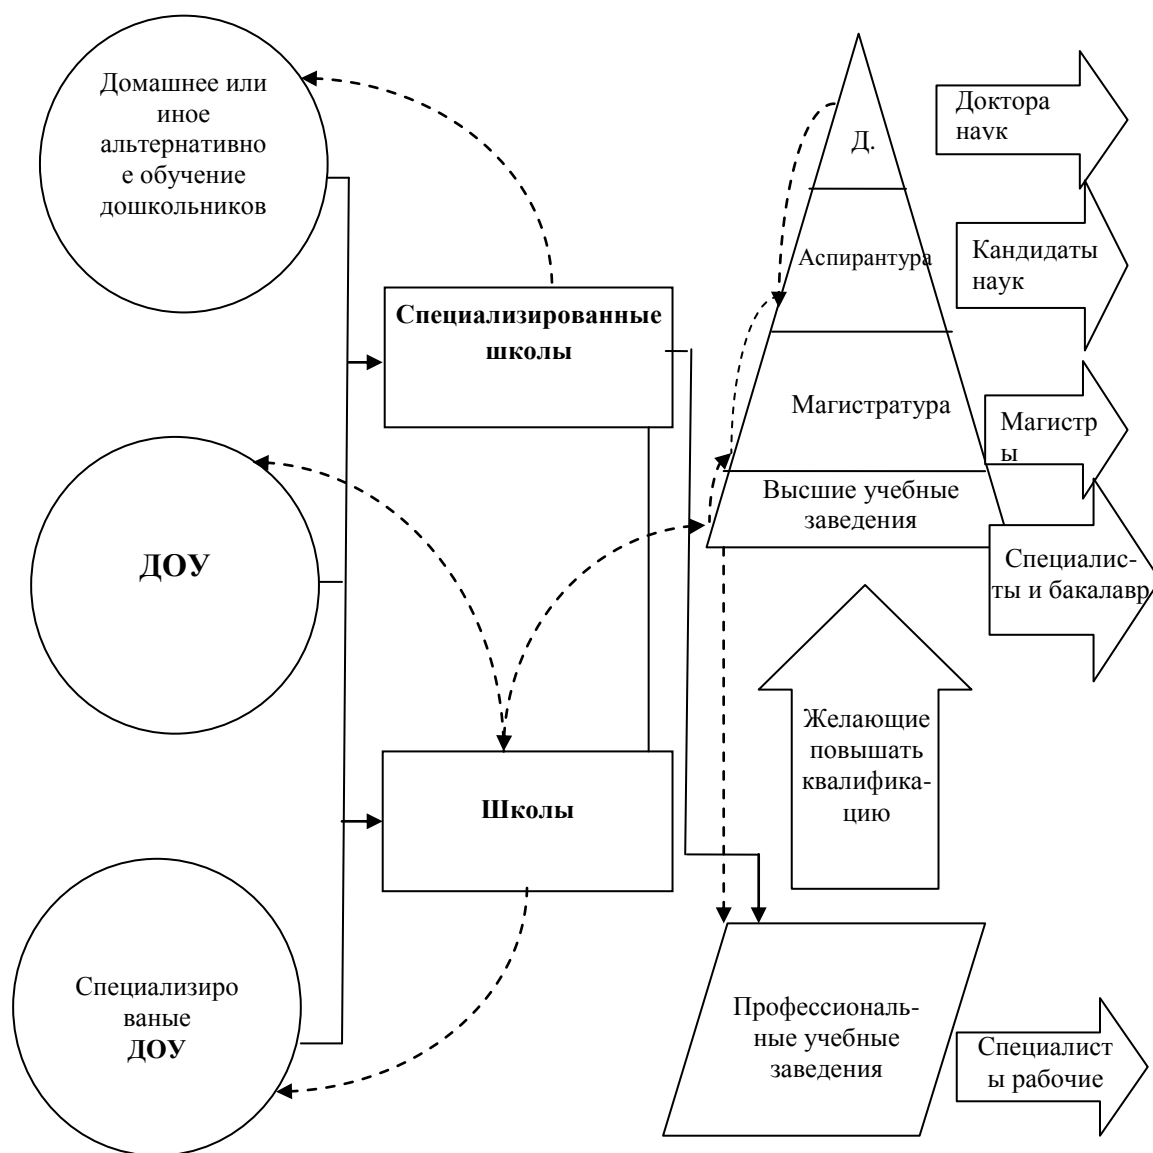 Домашнее или
иное
альтернативно
е обучение
дошкольников
ДОУ
Специализиро
ваные
ДОУ
Специализированные
школы
Школы
Д.
Аспирантура
Магистратура
Высшие учебные
заведения
Желающие
повышать
квалифика-
цию
Профессиональ-
ные учебные
заведения
Доктора
наук
Кандидаты
наук
Магистр
ы
Специалис-
ты и бакалавр
Специалист
ы рабочие